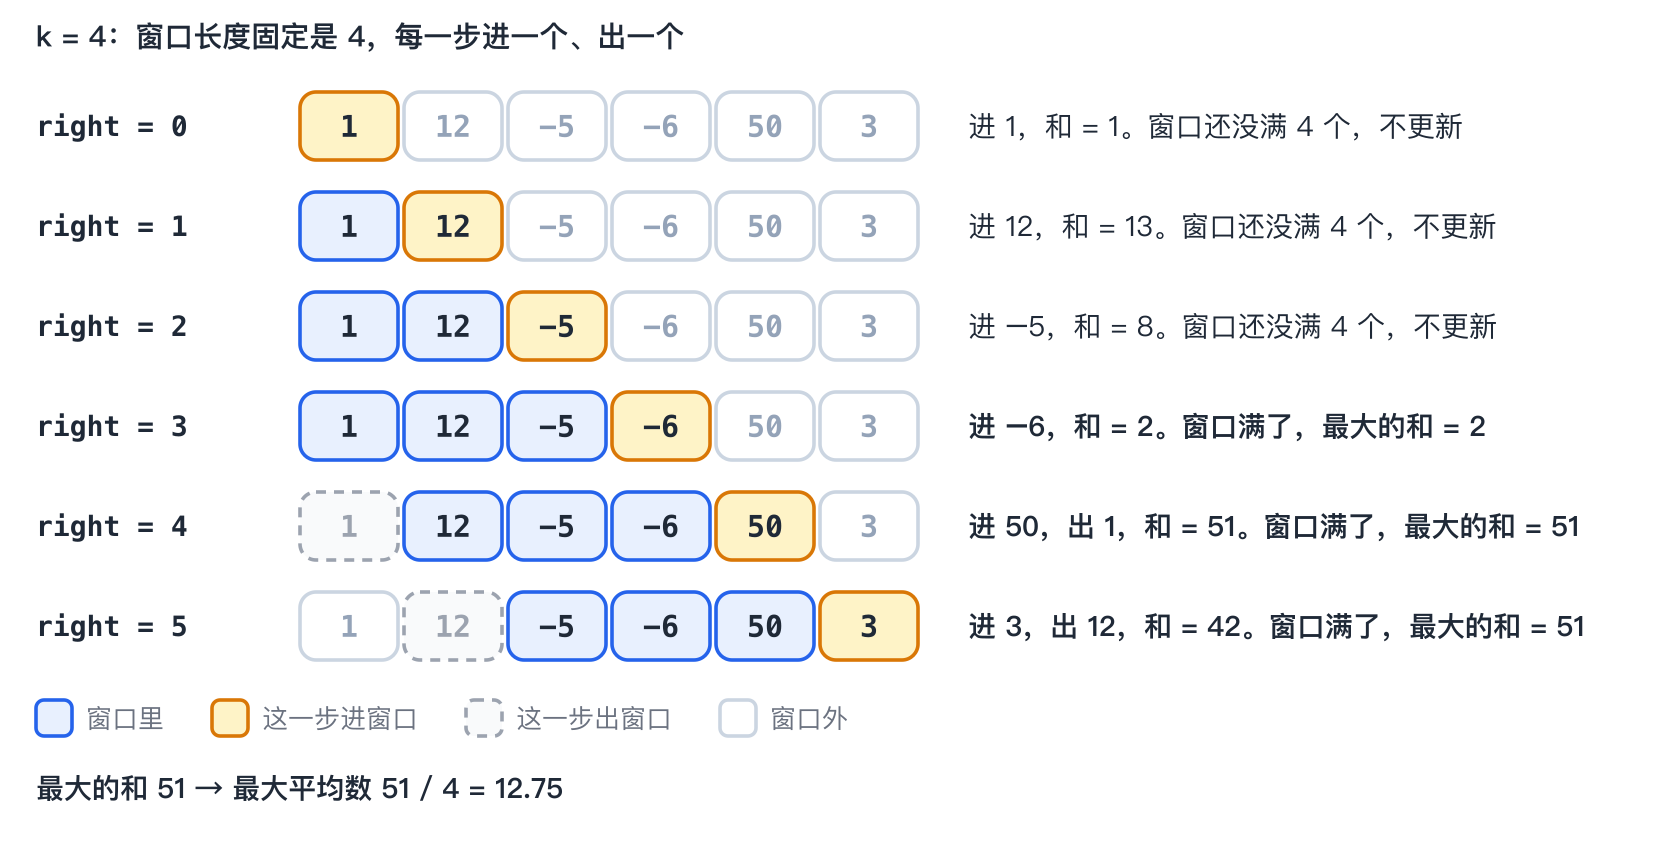 k = 4：窗口长度固定是 4，每一步进一个、出一个
right = 0 1 12 −5 −6 50 3 进 1，和 = 1。窗口还没满 4 个，不更新
right = 1 1 12 −5 −6 50 3 进 12，和 = 13。窗口还没满 4 个，不更新
right = 2 1 12 −5 −6 50 3 进 −5，和 = 8。窗口还没满 4 个，不更新
right = 3 1 12 −5 −6 50 3 进 −6，和 = 2。窗口满了，最大的和 = 2
right = 4 1 12 −5 −6 50 3 进 50，出 1，和 = 51。窗口满了，最大的和 = 51
right = 5 1 12 −5 −6 50 3 进 3，出 12，和 = 42。窗口满了，最大的和 = 51
窗口里 这一步进窗口 这一步出窗口 窗口外
最大的和 51 → 最大平均数 51 / 4 = 12.75